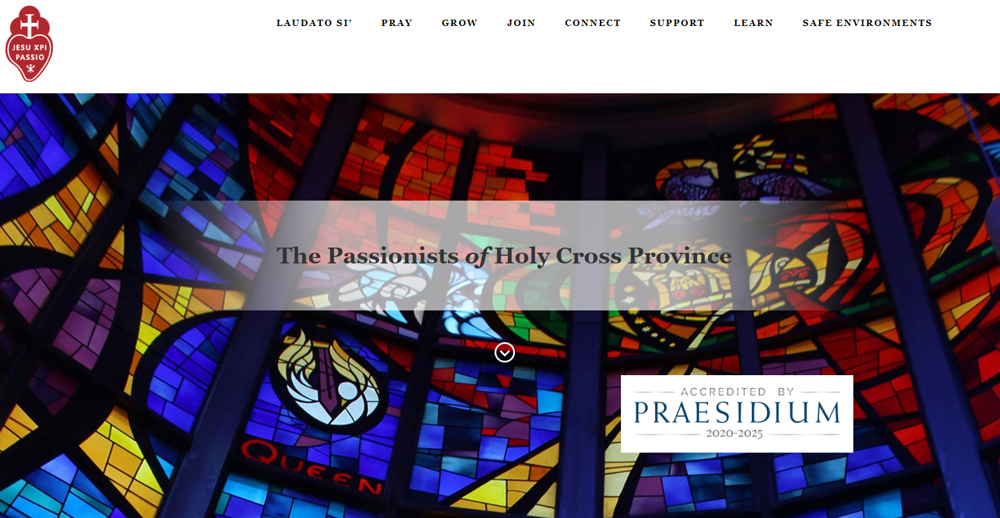 JESU XPI
PASSIO
LAUDATO SI’ PRAY GROW JOIN CONNECT SUPPORT LEARN SAFE ENVIRONMENTS
The Passionists of Holy Cross Province
ACCREDITED BY
PRAESIDIUM
2020-2025
QUEEN